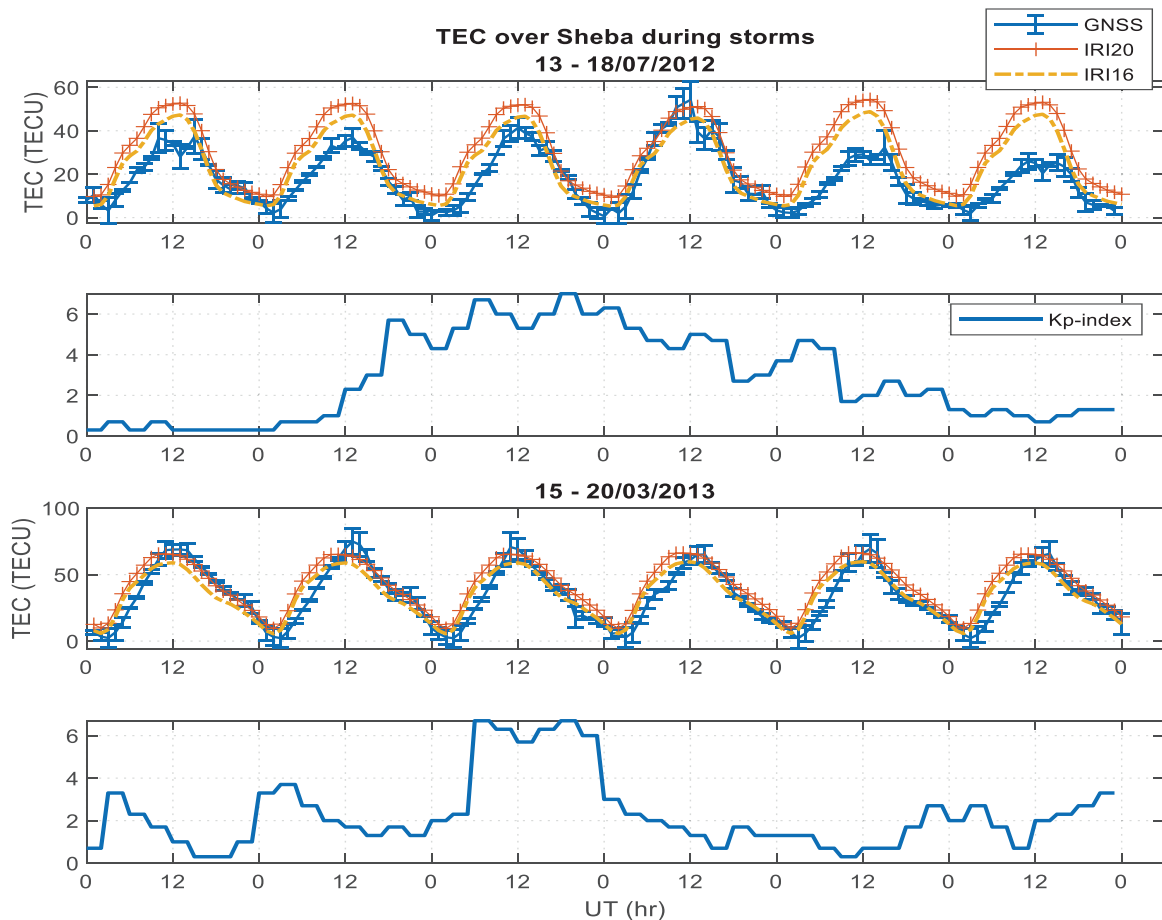 TEC over Sheba during storms
13 - 18/07/2012
GNSS
IRI20
IRI16
TEC (TECU)
60
40
20
0
0 12 0 12 0 12 0 12 0 12 0 12 0
Kp-index
6
4
2
0
0 12 0 12 0 12 0 12 0 12 0 12 0
15 - 20/03/2013
TEC (TECU)
100
50
0
0 12 0 12 0 12 0 12 0 12 0 12 0
6
4
2
0
0 12 0 12 0 12 0 12 0 12 0 12 0
UT (hr)